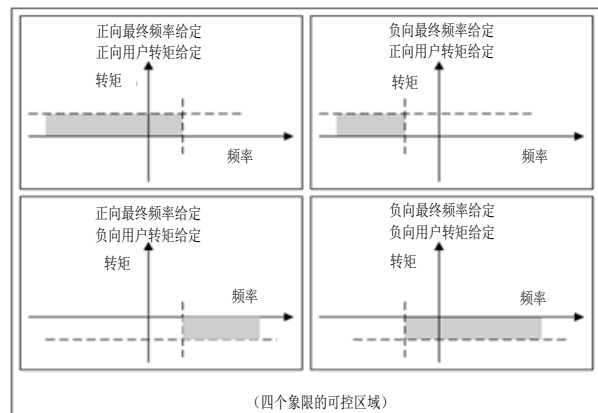 正向最终频率给定
正向用户转矩给定
转矩
频率
负向最终频率给定
正向用户转矩给定
转矩
频率
正向最终频率给定
负向用户转矩给定
转矩
频率
负向最终频率给定
负向用户转矩给定
转矩
频率
（四个象限的可控区域）